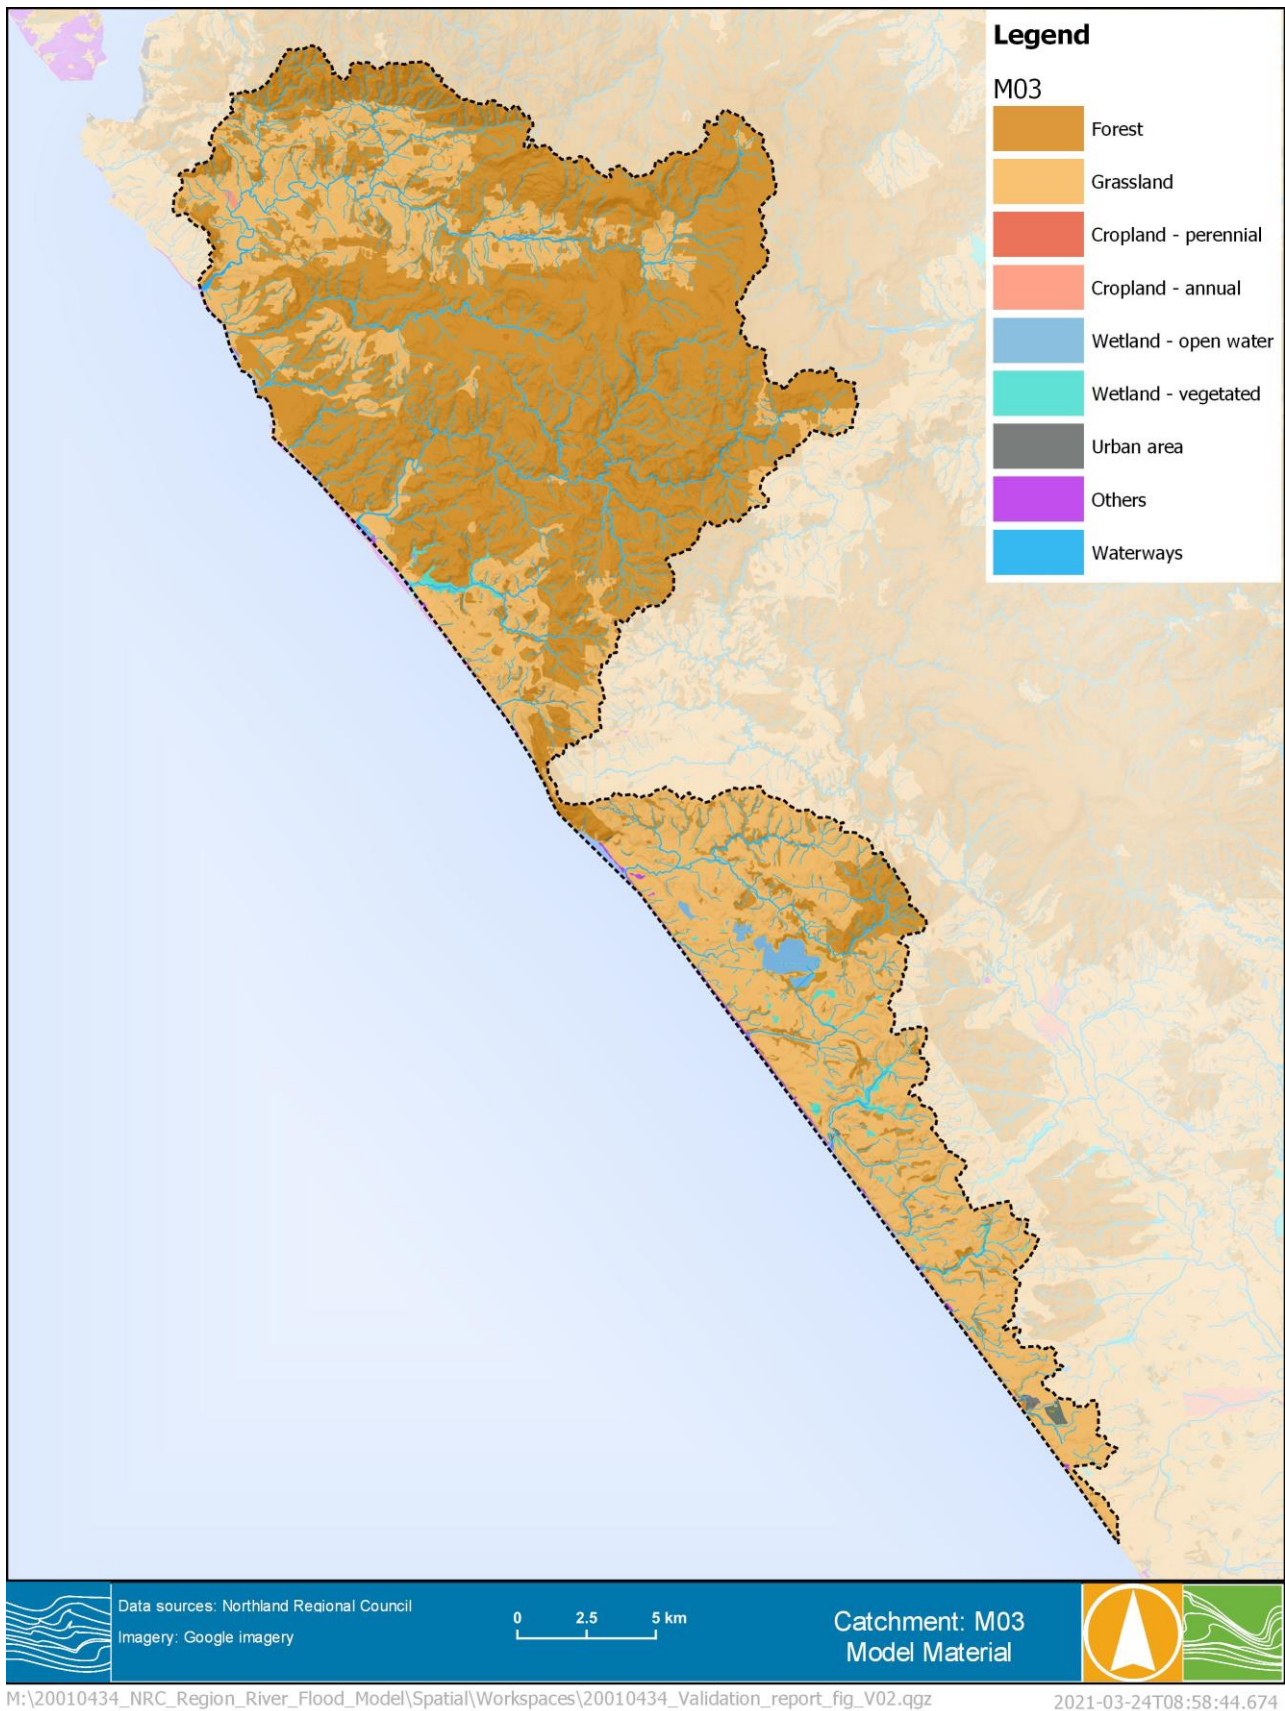 Legend
M03
Forest
Grassland
Cropland - perennial
Cropland - annual
Wetland - open water
Wetland - vegetated
Urban area
Others
Waterways
Data sources: Northland Regional Council
Imagery: Google imagery
0 2.5 5 km
Catchment: M03
Model Material
M:\20010434_NRC_Region_River_Flood_Model\Spatial\Workspaces\20010434_Validation_report_fig_V02.qgz
2021-03-24T08:58:44.674